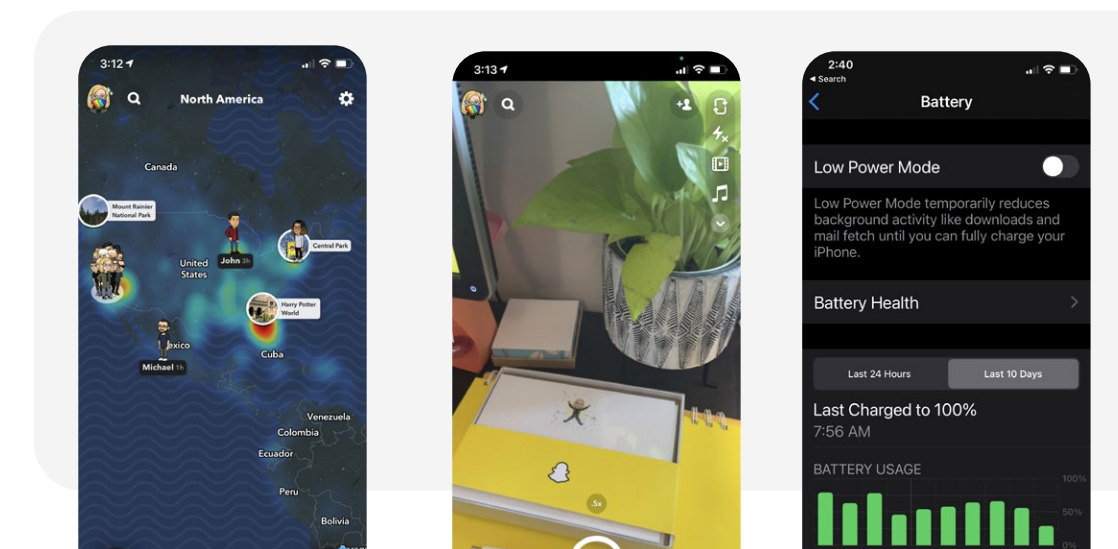 3:12
North America
Canada
Mount Rainier
National Park
Central Park
John 3h
United
States
Harry Potter
World
Mexico
Michael 1h
Cuba
Venezuela
Colombia
Ecuador
Peru
Bolivia
3:13
.5x
2:40
Search
Battery
Low Power Mode
Low Power Mode temporarily reduces
background activity like downloads and
mail fetch until you can fully charge your
iPhone.
Battery Health
Last 24 Hours
Last 10 Days
Last Charged to 100%
7:56 AM
BATTERY USAGE
100%
50%
0%